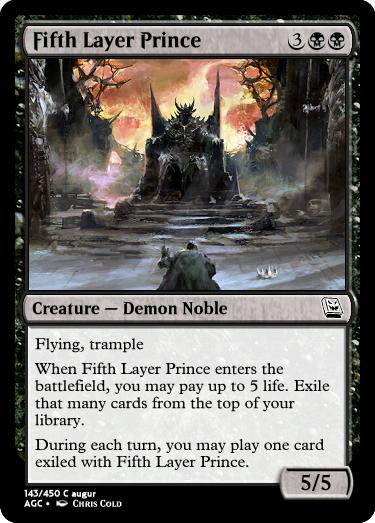 Fifth Layer Prince 3
Creature — Demon Noble
Flying, trample
When Fifth Layer Prince enters the
battlefield, you may pay up to 5 life. Exile
that many cards from the top of your
library.
During each turn, you may play one card
exiled with Fifth Layer Prince.
5/5
143/450 C augur
AGC • Chris Cold